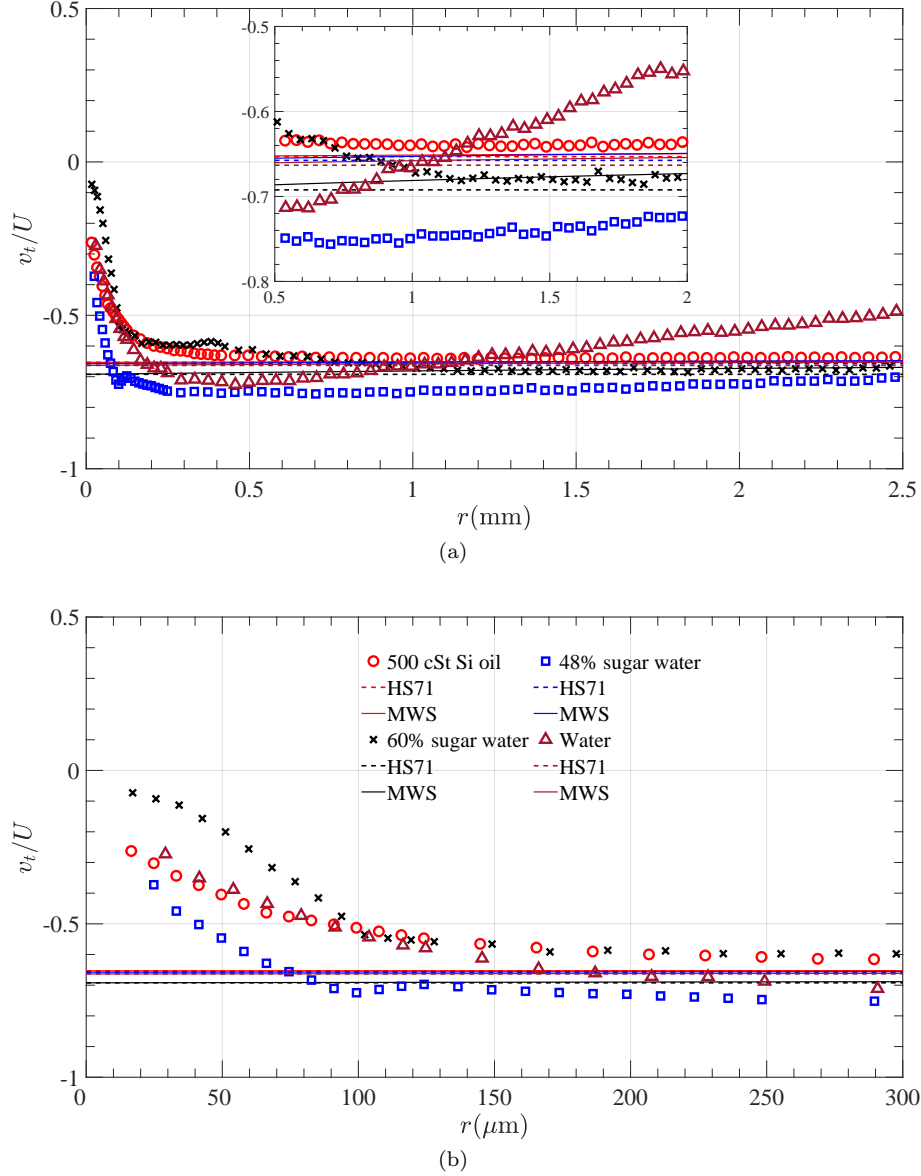 0.5
-0.5
-0.6
-0.7
-0.8
0.5
1
1.5
2
0
-0.5
-1
v_t/U
0
0.5
1
1.5
2
2.5
r(mm)
(a)
0.5
500 cSt Si oil
48% sugar water
HS71
HS71
MWS
MWS
60% sugar water
Water
HS71
HS71
MWS
MWS
0
-0.5
-1
v_t/U
0
50
100
150
200
250
300
r(μm)
(b)